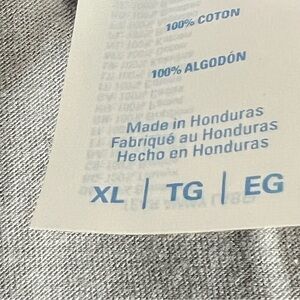 100% COTON
100% ALGODÓN
Made in Honduras
Fabriqué au Honduras
Hecho en Honduras
XL | TG | EG